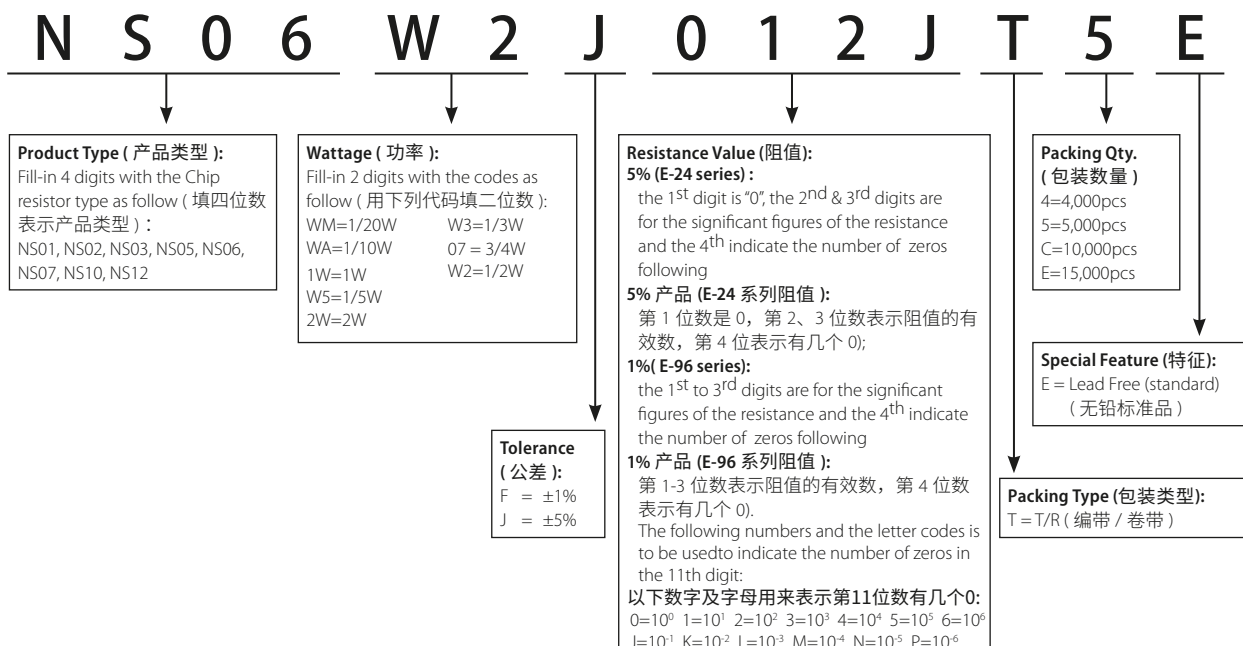 N S 0 6 W 2 J 0 1 2 J T 5 E
Product Type ( 产品类型 ):
Fill-in 4 digits with the Chip
resistor type as follow ( 填四位数
表示产品类型 ) :
NS01, NS02, NS03, NS05, NS06,
NS07, NS10, NS12
Wattage ( 功率 ):
Fill-in 2 digits with the codes as
follow ( 用下列代码填二位数 ):
WM=1/20W W3=1/3W
WA=1/10W 07 = 3/4W
1W=1W W2=1/2W
W5=1/5W
2W=2W
Tolerance
( 公差 ):
F = ±1%
J = ±5%
Resistance Value (阻值):
5% (E-24 series) :
the 1st digit is “0”, the 2nd & 3rd digits are
for the significant figures of the resistance
and the 4th indicate the number of zeros
following
5% 产品 (E-24 系列阻值 ):
第 1 位数是 0，第 2、3 位数表示阻值的有
效数，第 4 位表示有几个 0);
1%( E-96 series):
the 1st to 3rd digits are for the significant
figures of the resistance and the 4th indicate
the number of zeros following
1% 产品 (E-96 系列阻值 ):
第 1-3 位数表示阻值的有效数，第 4 位数
表示有几个 0).
The following numbers and the letter codes is
to be usedto indicate the number of zeros in
the 11th digit:
以下数字及字母用来表示第11位数有几个0:
0=10⁰ 1=10¹ 2=10² 3=10³ 4=10⁴ 5=10⁵ 6=10⁶
J=10⁻¹ K=10⁻² L=10⁻³ M=10⁻⁴ N=10⁻⁵ P=10⁻⁶
Packing Qty.
( 包装数量 )
4=4,000pcs
5=5,000pcs
C=10,000pcs
E=15,000pcs
Special Feature (特征):
E = Lead Free (standard)
( 无铅标准品 )
Packing Type (包装类型):
T = T/R ( 编带 / 卷带 )